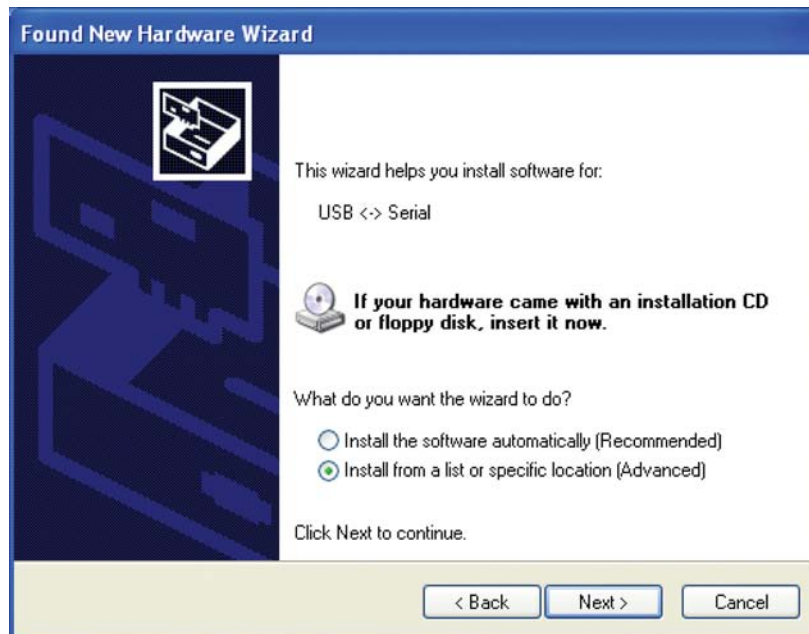 Found New Hardware Wizard
This wizard helps you install software for:
USB <-> Serial
If your hardware came with an installation CD
or floppy disk, insert it now.
What do you want the wizard to do?
Install the software automatically (Recommended)
Install from a list or specific location (Advanced)
Click Next to continue.
< Back Next > Cancel